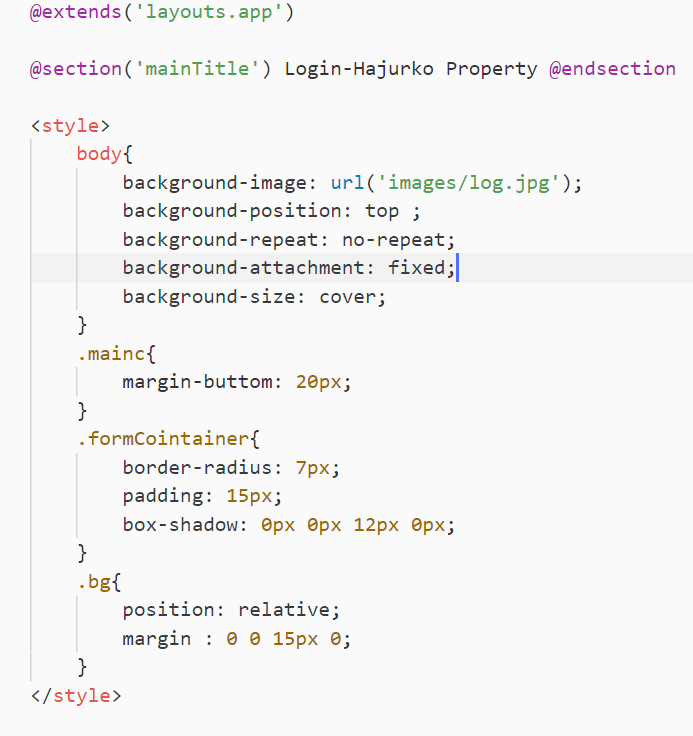 @extends('layouts.app')
@section('mainTitle') Login-Hajurko Property @endsection
<style>
body{
background-image: url('images/log.jpg');
background-position: top ;
background-repeat: no-repeat;
background-attachment: fixed;
background-size: cover;
}
.mainc{
margin-buttom: 20px;
}
.formCointainer{
border-radius: 7px;
padding: 15px;
box-shadow: 0px 0px 12px 0px;
}
.bg{
position: relative;
margin : 0 0 15px 0;
}
</style>